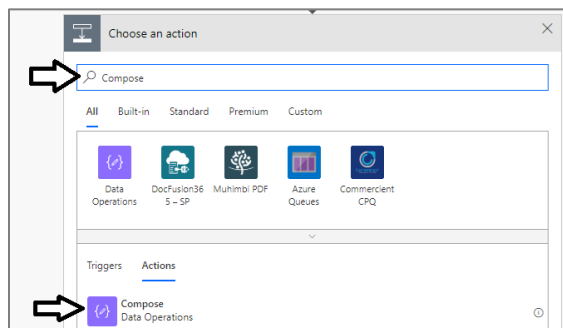 Choose an action
Compose
All Built-in Standard Premium Custom
Data Operations
DocFusion36
5 – SP
Muhimbi PDF
Azure
Queues
Commercient
CPQ
Triggers Actions
Compose
Data Operations